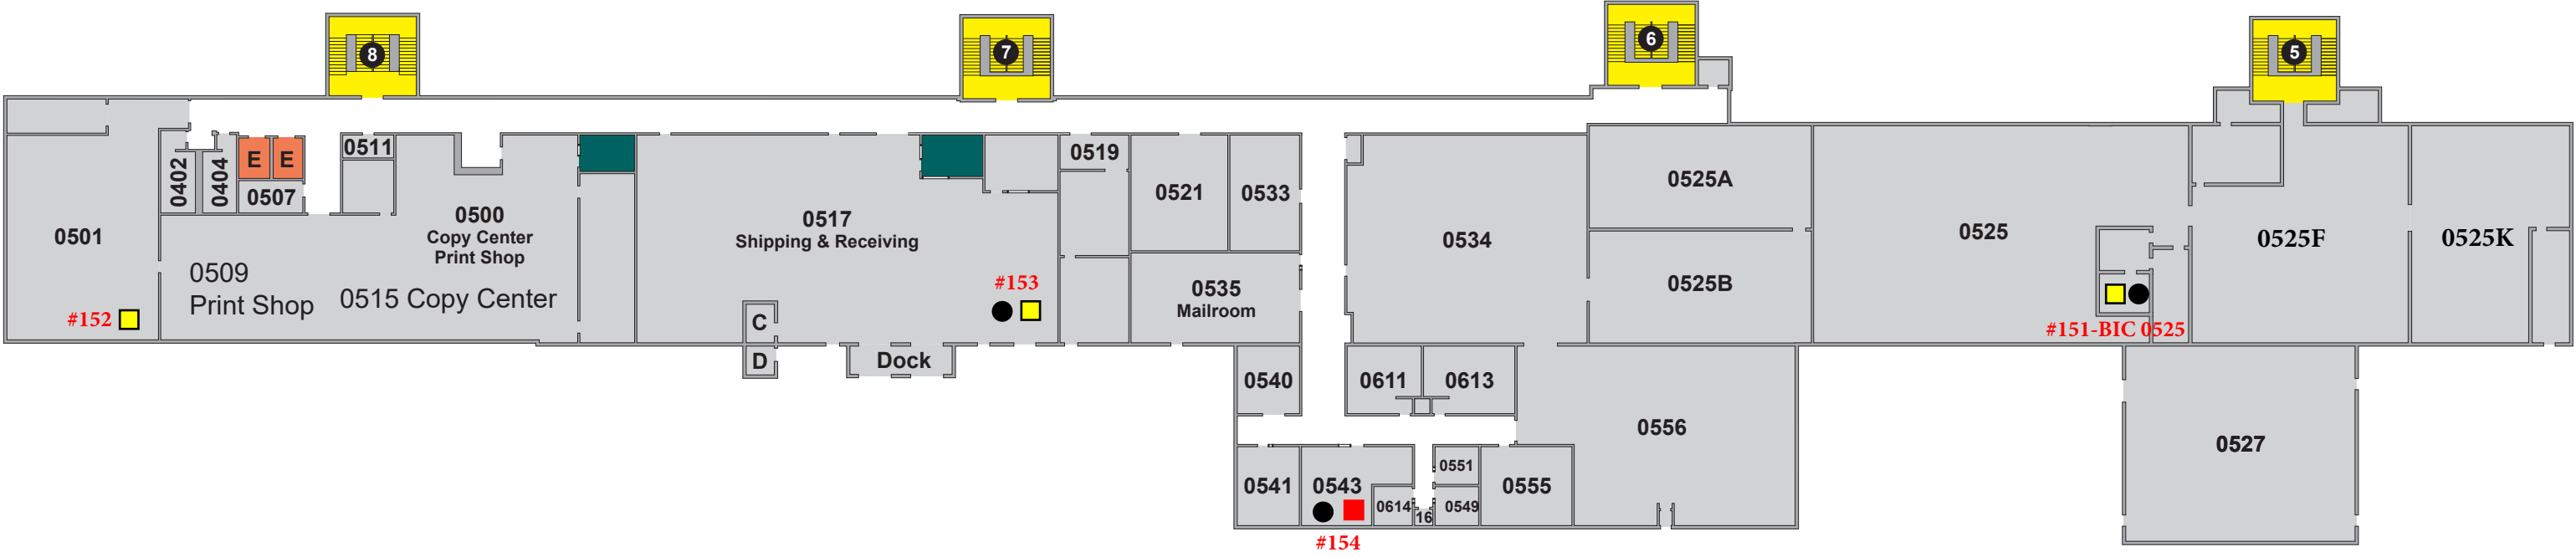 8
7
6
5
0402
0404
E
E
0507
0511
0501
0500
Copy Center
Print Shop
0509
Print Shop
0515 Copy Center
#152
0517
Shipping & Receiving
#153
C
D
Dock
0519
0521
0533
0535
Mailroom
0534
0525A
0525B
0525
#151-BIC 0525
0525F
0525K
0540
0611
0613
0556
0527
0541
0543
0614
16
0551
0549
0555
#154